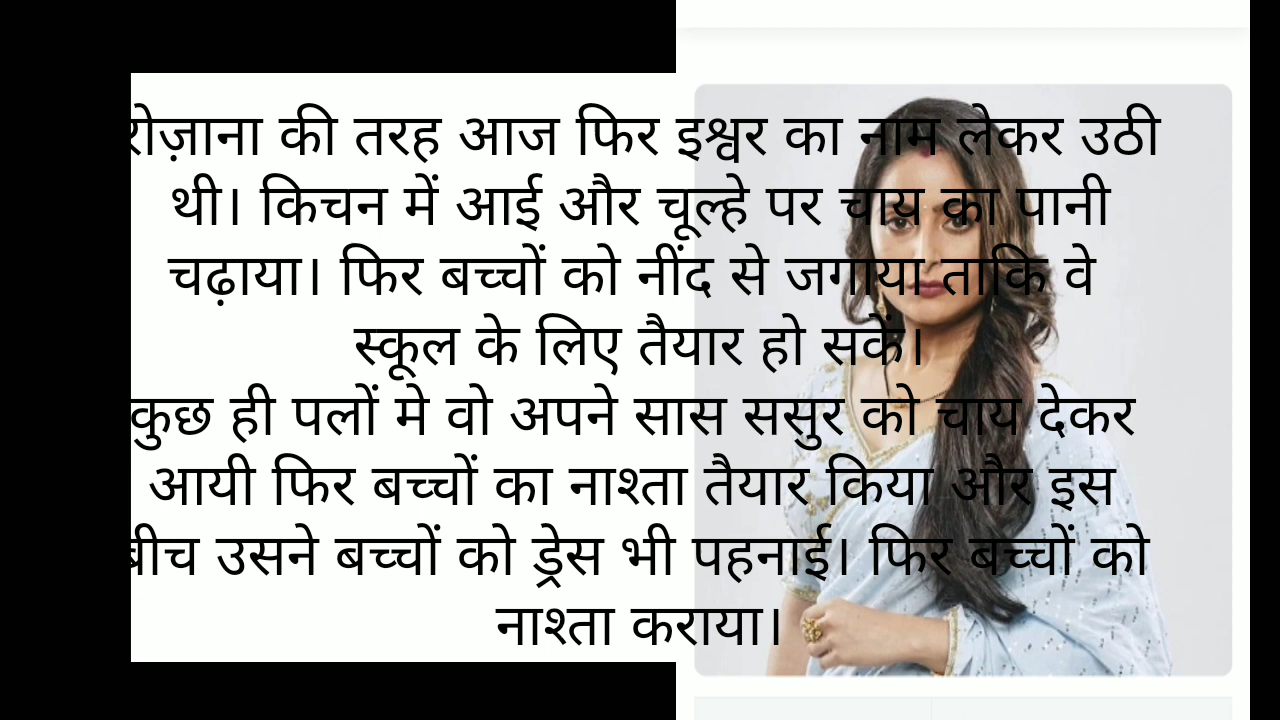 रोज़ाना की तरह आज फिर इश्वर का नाम लेकर उठी
थी। किचन में आई और चूल्हे पर चाय का पानी
चढ़ाया। फिर बच्चों को नींद से जगाया ताकि वे
स्कूल के लिए तैयार हो सकें।
कुछ ही पलों मे वो अपने सास ससुर को चाय देकर
आयी फिर बच्चों का नाश्ता तैयार किया और इस
बीच उसने बच्चों को ड्रेस भी पहनाई। फिर बच्चों को
नाश्ता कराया।